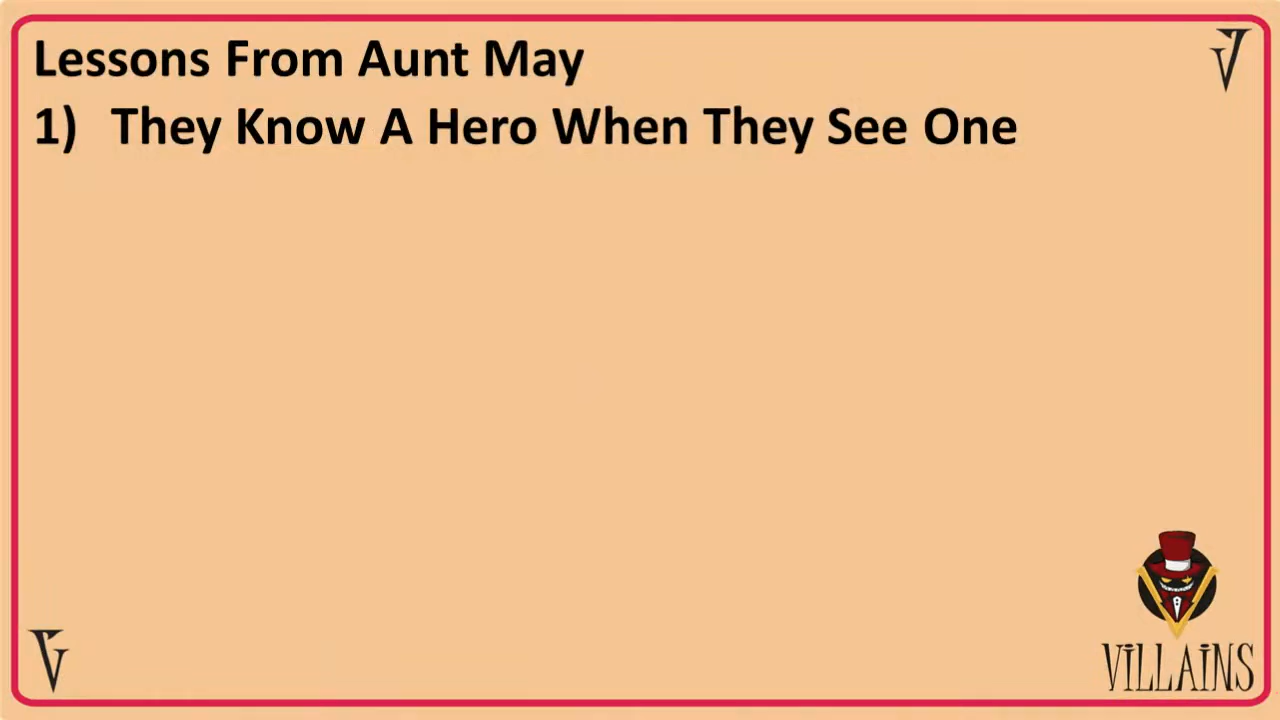 Lessons From Aunt May
1) They Know A Hero When They See One
V
V
VILLAINS